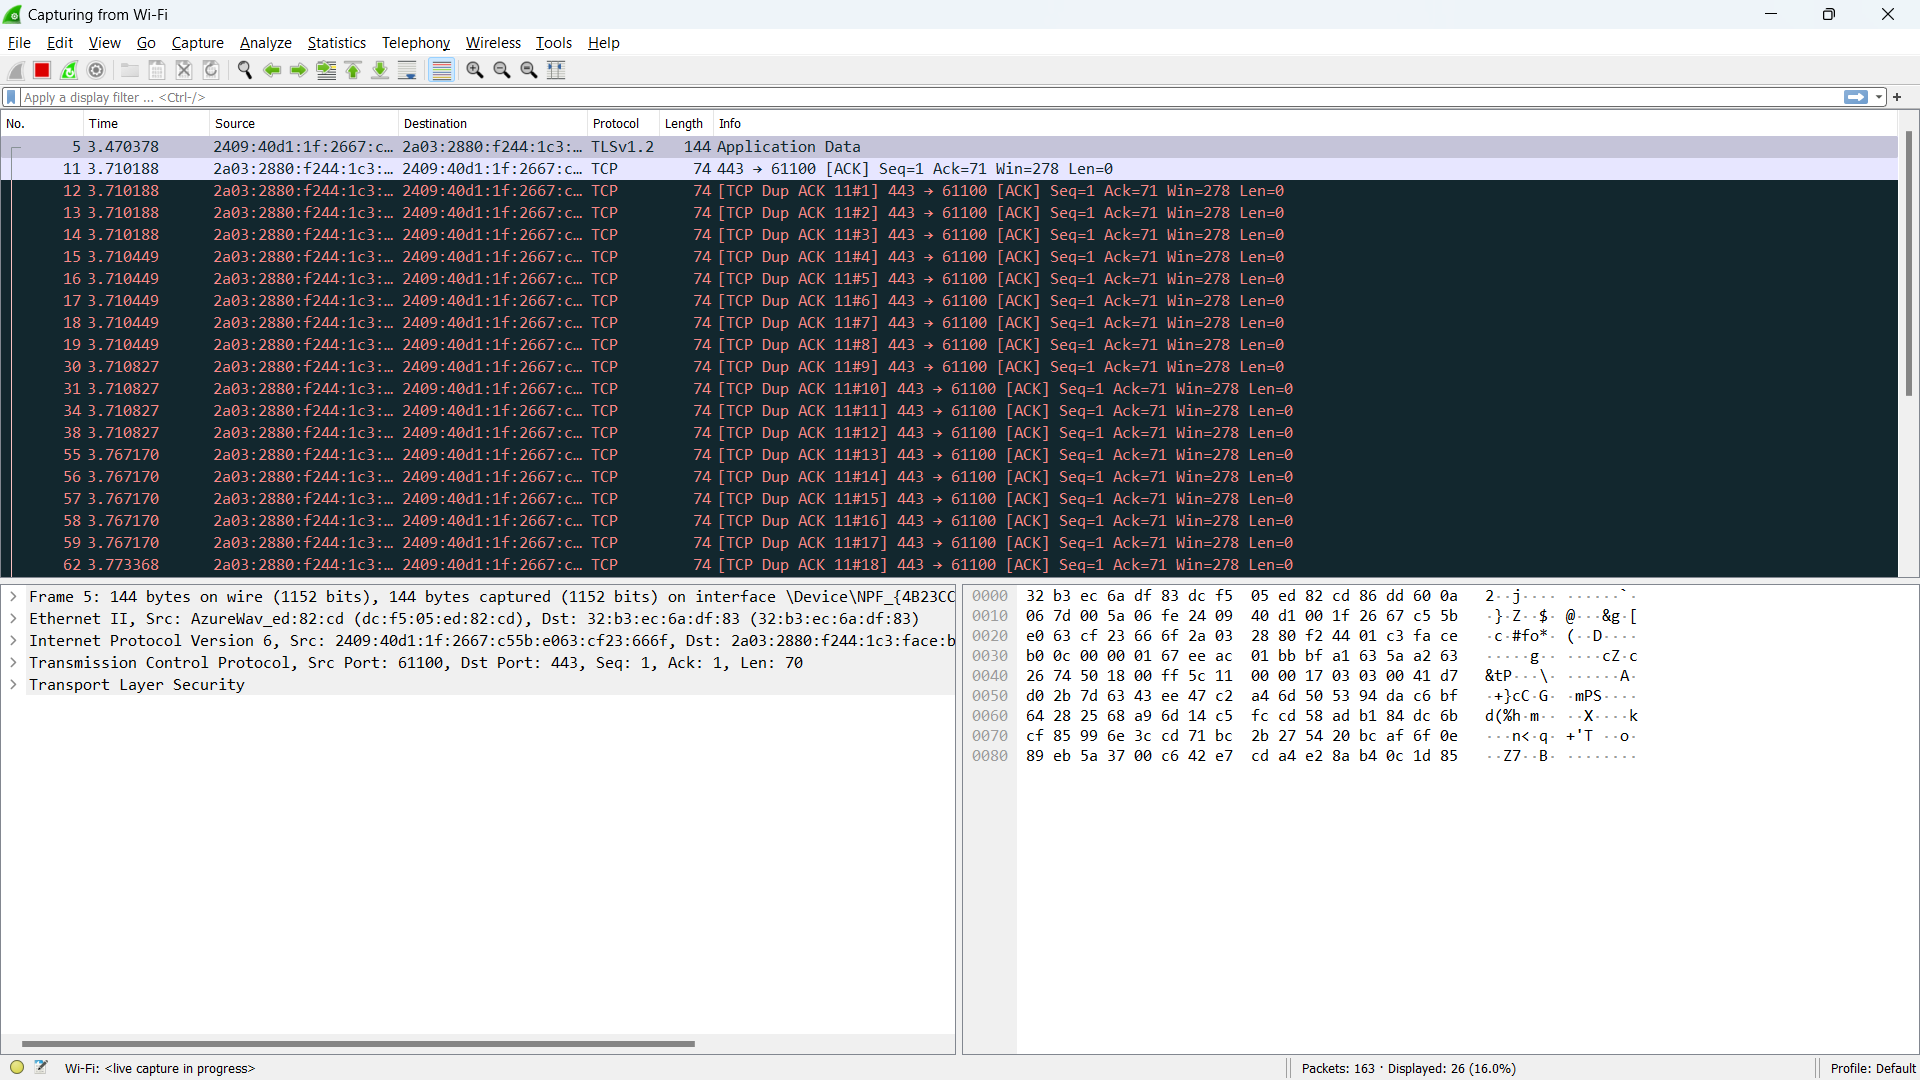 Capturing from Wi-Fi
File Edit View Go Capture Analyze Statistics Telephony Wireless Tools Help
Apply a display filter ... <Ctrl-/>
No. Time Source Destination Protocol Length Info
5 3.470378 2409:40d1:1f:2667:c… 2a03:2880:f244:1c3:… TLSv1.2 144 Application Data
11 3.710188 2a03:2880:f244:1c3:… 2409:40d1:1f:2667:c… TCP 74 443 → 61100 [ACK] Seq=1 Ack=71 Win=278 Len=0
12 3.710188 2a03:2880:f244:1c3:… 2409:40d1:1f:2667:c… TCP 74 [TCP Dup ACK 11#1] 443 → 61100 [ACK] Seq=1 Ack=71 Win=278 Len=0
13 3.710188 2a03:2880:f244:1c3:… 2409:40d1:1f:2667:c… TCP 74 [TCP Dup ACK 11#2] 443 → 61100 [ACK] Seq=1 Ack=71 Win=278 Len=0
14 3.710188 2a03:2880:f244:1c3:… 2409:40d1:1f:2667:c… TCP 74 [TCP Dup ACK 11#3] 443 → 61100 [ACK] Seq=1 Ack=71 Win=278 Len=0
15 3.710449 2a03:2880:f244:1c3:… 2409:40d1:1f:2667:c… TCP 74 [TCP Dup ACK 11#4] 443 → 61100 [ACK] Seq=1 Ack=71 Win=278 Len=0
16 3.710449 2a03:2880:f244:1c3:… 2409:40d1:1f:2667:c… TCP 74 [TCP Dup ACK 11#5] 443 → 61100 [ACK] Seq=1 Ack=71 Win=278 Len=0
17 3.710449 2a03:2880:f244:1c3:… 2409:40d1:1f:2667:c… TCP 74 [TCP Dup ACK 11#6] 443 → 61100 [ACK] Seq=1 Ack=71 Win=278 Len=0
18 3.710449 2a03:2880:f244:1c3:… 2409:40d1:1f:2667:c… TCP 74 [TCP Dup ACK 11#7] 443 → 61100 [ACK] Seq=1 Ack=71 Win=278 Len=0
19 3.710449 2a03:2880:f244:1c3:… 2409:40d1:1f:2667:c… TCP 74 [TCP Dup ACK 11#8] 443 → 61100 [ACK] Seq=1 Ack=71 Win=278 Len=0
30 3.710827 2a03:2880:f244:1c3:… 2409:40d1:1f:2667:c… TCP 74 [TCP Dup ACK 11#9] 443 → 61100 [ACK] Seq=1 Ack=71 Win=278 Len=0
31 3.710827 2a03:2880:f244:1c3:… 2409:40d1:1f:2667:c… TCP 74 [TCP Dup ACK 11#10] 443 → 61100 [ACK] Seq=1 Ack=71 Win=278 Len=0
34 3.710827 2a03:2880:f244:1c3:… 2409:40d1:1f:2667:c… TCP 74 [TCP Dup ACK 11#11] 443 → 61100 [ACK] Seq=1 Ack=71 Win=278 Len=0
38 3.710827 2a03:2880:f244:1c3:… 2409:40d1:1f:2667:c… TCP 74 [TCP Dup ACK 11#12] 443 → 61100 [ACK] Seq=1 Ack=71 Win=278 Len=0
55 3.767170 2a03:2880:f244:1c3:… 2409:40d1:1f:2667:c… TCP 74 [TCP Dup ACK 11#13] 443 → 61100 [ACK] Seq=1 Ack=71 Win=278 Len=0
56 3.767170 2a03:2880:f244:1c3:… 2409:40d1:1f:2667:c… TCP 74 [TCP Dup ACK 11#14] 443 → 61100 [ACK] Seq=1 Ack=71 Win=278 Len=0
57 3.767170 2a03:2880:f244:1c3:… 2409:40d1:1f:2667:c… TCP 74 [TCP Dup ACK 11#15] 443 → 61100 [ACK] Seq=1 Ack=71 Win=278 Len=0
58 3.767170 2a03:2880:f244:1c3:… 2409:40d1:1f:2667:c… TCP 74 [TCP Dup ACK 11#16] 443 → 61100 [ACK] Seq=1 Ack=71 Win=278 Len=0
59 3.767170 2a03:2880:f244:1c3:… 2409:40d1:1f:2667:c… TCP 74 [TCP Dup ACK 11#17] 443 → 61100 [ACK] Seq=1 Ack=71 Win=278 Len=0
62 3.773368 2a03:2880:f244:1c3:… 2409:40d1:1f:2667:c… TCP 74 [TCP Dup ACK 11#18] 443 → 61100 [ACK] Seq=1 Ack=71 Win=278 Len=0
Frame 5: 144 bytes on wire (1152 bits), 144 bytes captured (1152 bits) on interface \Device\NPF_{4B23CC
Ethernet II, Src: AzureWav_ed:82:cd (dc:f5:05:ed:82:cd), Dst: 32:b3:ec:6a:df:83 (32:b3:ec:6a:df:83)
Internet Protocol Version 6, Src: 2409:40d1:1f:2667:c55b:e063:cf23:666f, Dst: 2a03:2880:f244:1c3:face:b
Transmission Control Protocol, Src Port: 61100, Dst Port: 443, Seq: 1, Ack: 1, Len: 70
Transport Layer Security
0000 32 b3 ec 6a df 83 dc f5 05 ed 82 cd 86 dd 60 0a 2··j···· ······`·
0010 06 7d 00 5a 06 fe 24 09 40 d1 00 1f 26 67 c5 5b ·}·Z··$· @···&g·[
0020 e0 63 cf 23 66 6f 2a 03 28 80 f2 44 01 c3 fa ce ·c·#fo*· (··D····
0030 b0 0c 00 00 01 67 ee ac 01 bb bf a1 63 5a a2 63 ·····g·· ····cZ·c
0040 26 74 50 18 00 ff 5c 11 00 00 17 03 03 00 41 d7 &tP···\· ······A·
0050 d0 2b 7d 63 43 ee 47 c2 a4 6d 50 53 94 da c6 bf ·+}cC·G· ·mPS····
0060 64 28 25 68 a9 6d 14 c5 fc cd 58 ad b1 84 dc 6b d(%h·m·· ··X····k
0070 cf 85 99 6e 3c cd 71 bc 2b 27 54 20 bc af 6f 0e ···n<·q· +'T ··o·
0080 89 eb 5a 37 00 c6 42 e7 cd a4 e2 8a b4 0c 1d 85 ··Z7··B· ········
Wi-Fi: <live capture in progress> Packets: 163 · Displayed: 26 (16.0%) Profile: Default